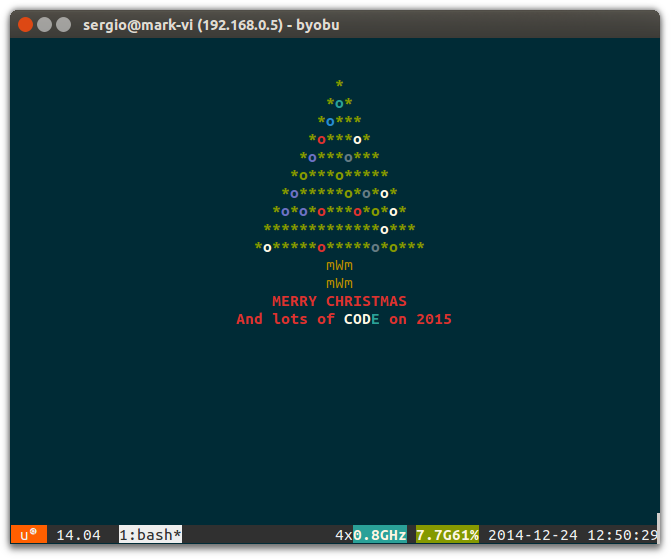 sergio@mark-vi (192.168.0.5) - byobu
*
*o*
*o***
*o***o*
*o***o***
*o***o*****
*o*****o*o*o*
*o*o*o***o*o*o*
*************o***
*o*****o*****o*o***
mWm
mWm
MERRY CHRISTMAS
And lots of CODE on 2015
u® 14.04 1:bash* 4x0.8GHz 7.7G61% 2014-12-24 12:50:29